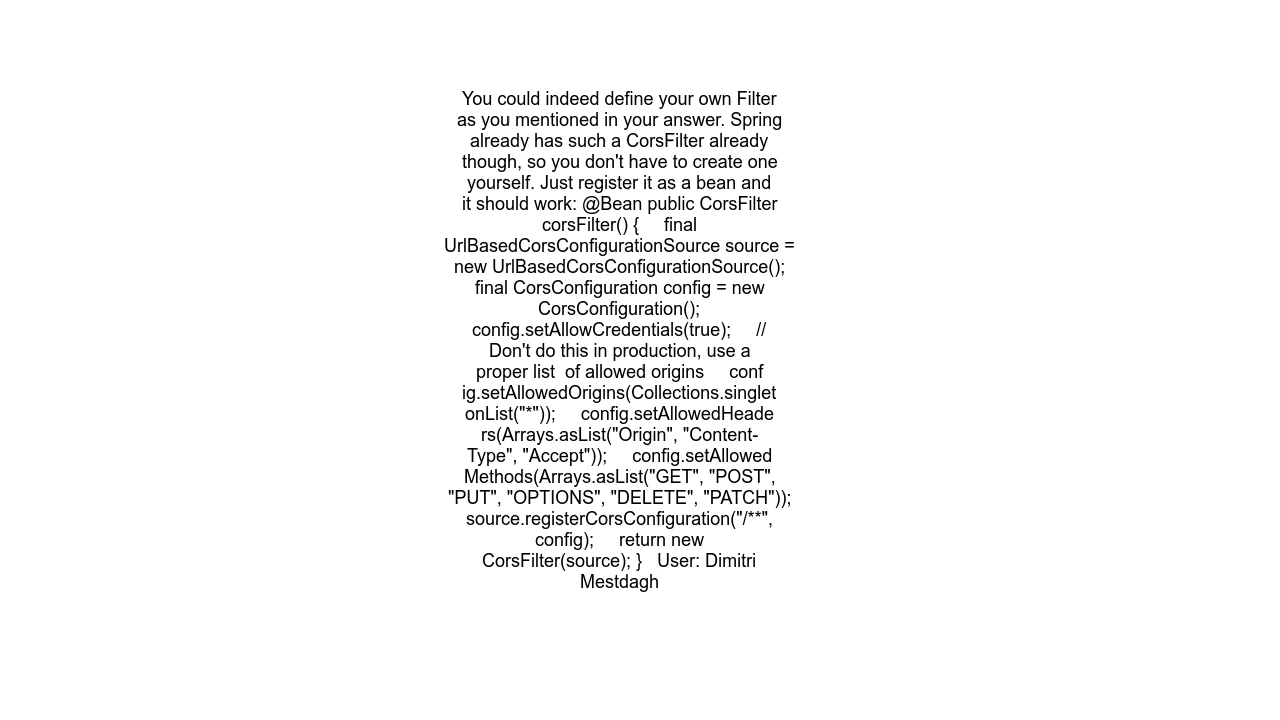 You could indeed define your own Filter
as you mentioned in your answer. Spring
already has such a CorsFilter already
though, so you don't have to create one
yourself. Just register it as a bean and
it should work: @Bean public CorsFilter
corsFilter() {     final
UrlBasedCorsConfigurationSource source =
new UrlBasedCorsConfigurationSource();
final CorsConfiguration config = new
CorsConfiguration();
config.setAllowCredentials(true);     //
Don't do this in production, use a
proper list  of allowed origins     conf
ig.setAllowedOrigins(Collections.singlet
onList("*"));     config.setAllowedHeade
rs(Arrays.asList("Origin", "Content-
Type", "Accept"));     config.setAllowed
Methods(Arrays.asList("GET", "POST",
"PUT", "OPTIONS", "DELETE", "PATCH"));
source.registerCorsConfiguration("/**",
config);     return new
CorsFilter(source); }   User: Dimitri
Mestdagh